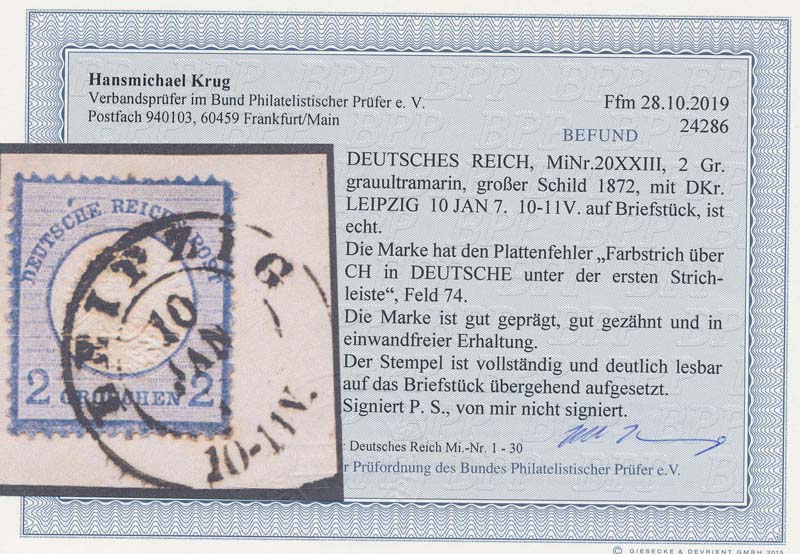 Hansmichael Krug
Verbandsprüfer im Bund Philatelistischer Prüfer e. V.
Postfach 940103, 60459 Frankfurt/Main
Ffm 28.10.2019
24286
BEFUND
DEUTSCHES REICH, MiNr.20XXIII, 2 Gr.
grauultramarin, großer Schild 1872, mit DKr.
LEIPZIG 10 JAN 7. 10-11V. auf Briefstück, ist
echt.
Die Marke hat den Plattenfehler „Farbstrich über
CH in DEUTSCHE unter der ersten Strich-
leiste“, Feld 74.
Die Marke ist gut geprägt, gut gezähnt und in
einwandfreier Erhaltung.
Der Stempel ist vollständig und deutlich lesbar
auf das Briefstück übergehend aufgesetzt.
Signiert P. S., von mir nicht signiert.
r Deutsches Reich Mi.-Nr. 1 - 30
r Prüfordnung des Bundes Philatelistischer Prüfer e.V.
DEUTSCHE REICHS POST
2 GROSCHEN 2
LEIPZIG
10
JAN
10-11V.
BPP
© GIESECKE & DEVRIENT GMBH 2015